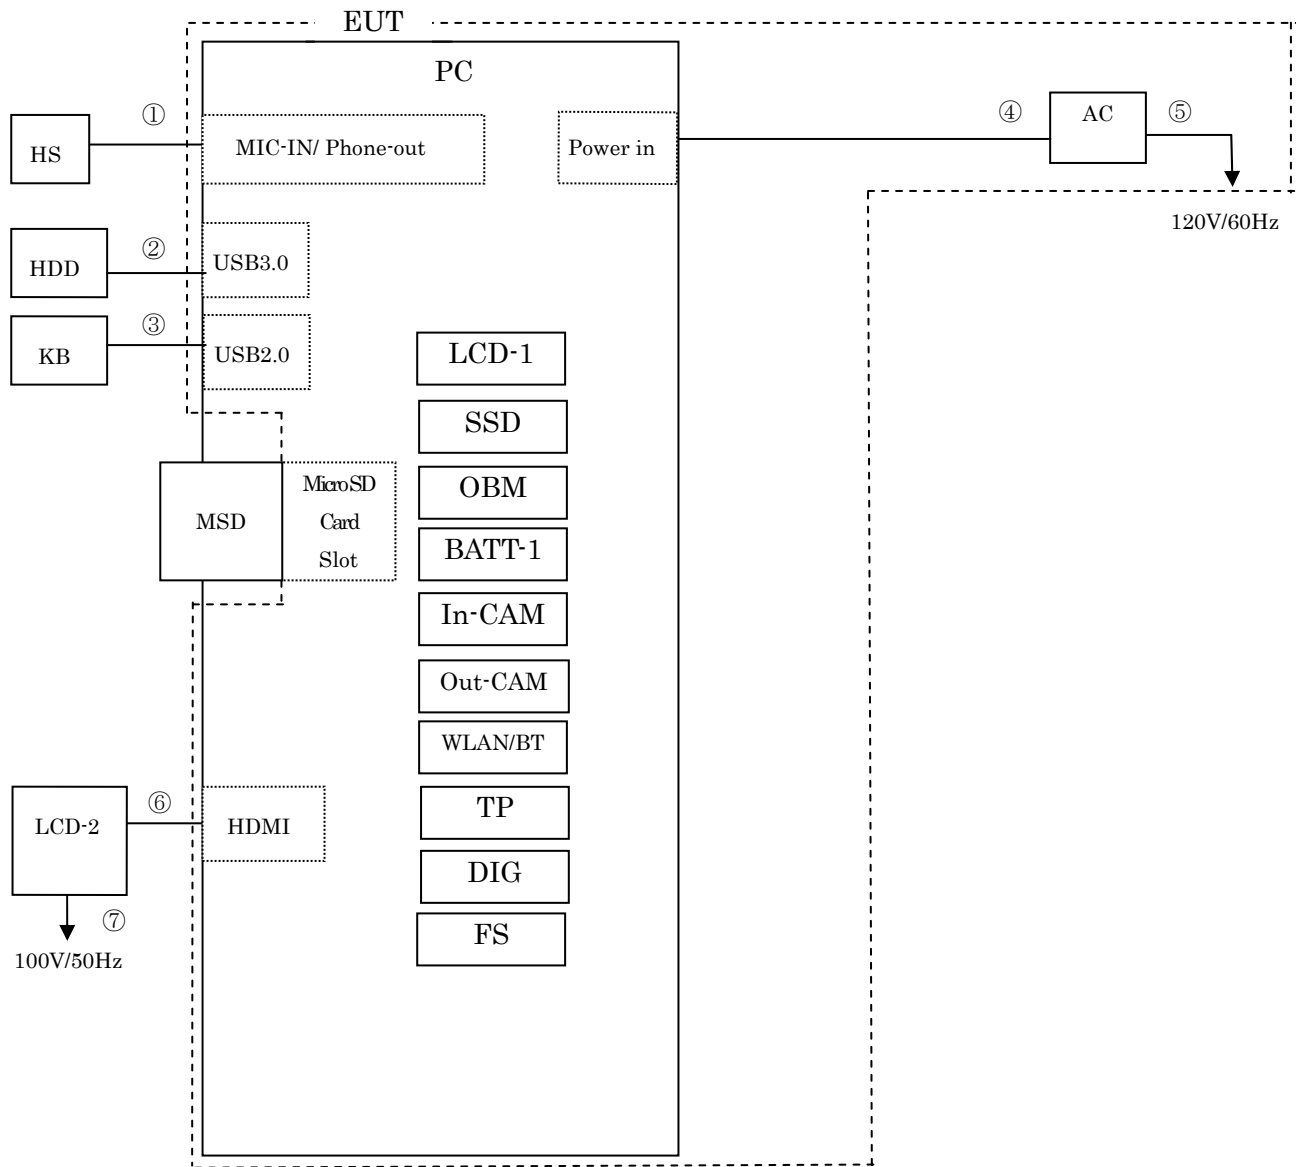 EUT
PC
① ④ AC ⑤
HS MIC-IN/ Phone-out Power in
120V/60Hz
②
HDD USB3.0
③
KB USB2.0
LCD-1
SSD
MSD
MicroSD
Card
Slot
OBM
BATT-1
In-CAM
Out-CAM
WLAN/BT
TP
LCD-2 ⑥ HDMI
DIG
FS
⑦
100V/50Hz